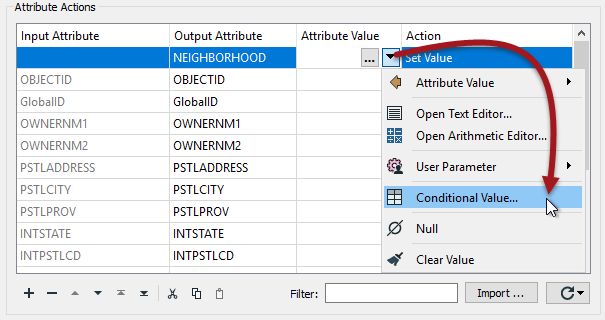 Attribute Actions
Input Attribute Output Attribute Attribute Value Action
NEIGHBORHOOD ... Set Value
OBJECTID OBJECTID
GlobalID GlobalID
OWNERNM1 OWNERNM1
OWNERNM2 OWNERNM2
PSTLADDRESS PSTLADDRESS
PSTLCITY PSTLCITY
PSTLPROV PSTLPROV
INTSTATE INTSTATE
INTPSTLCD INTPSTLCD
Attribute Value
Open Text Editor...
Open Arithmetic Editor...
User Parameter
Conditional Value...
Null
Clear Value
Filter: Import ...